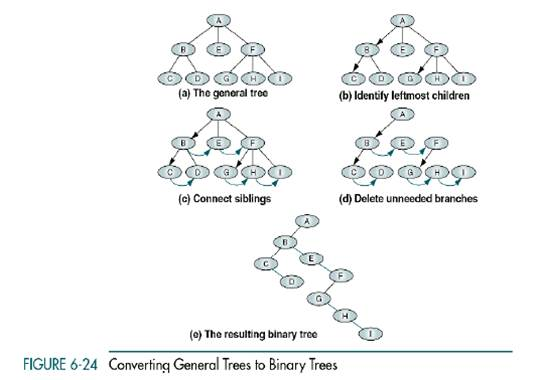 A
B E F
C D G H I
(a) The general tree
A
B E F
C D G H I
(b) Identify leftmost children
A
B E F
C D G H I
(c) Connect siblings
A
B E F
C D G H I
(d) Delete unneeded branches
A
B
C E
D F
G
H
I
(e) The resulting binary tree
FIGURE 6-24 Converting General Trees to Binary Trees